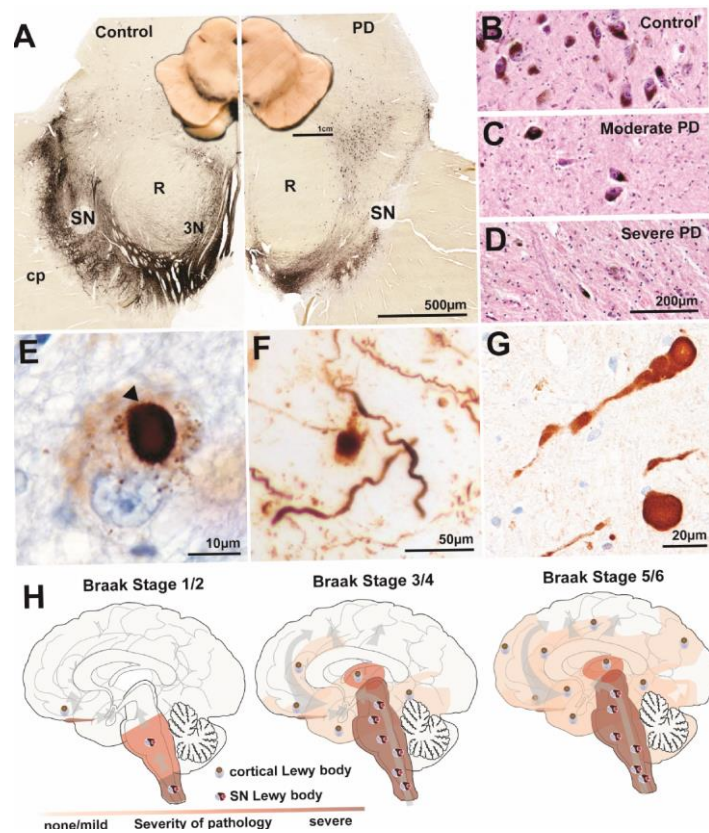 A
Control
PD
1cm
R
R
SN
3N
SN
cp
500µm
B
Control
C
Moderate PD
D
Severe PD
200µm
E
10µm
F
50µm
G
20µm
H
Braak Stage 1/2
Braak Stage 3/4
Braak Stage 5/6
cortical Lewy body
SN Lewy body
none/mild Severity of pathology severe